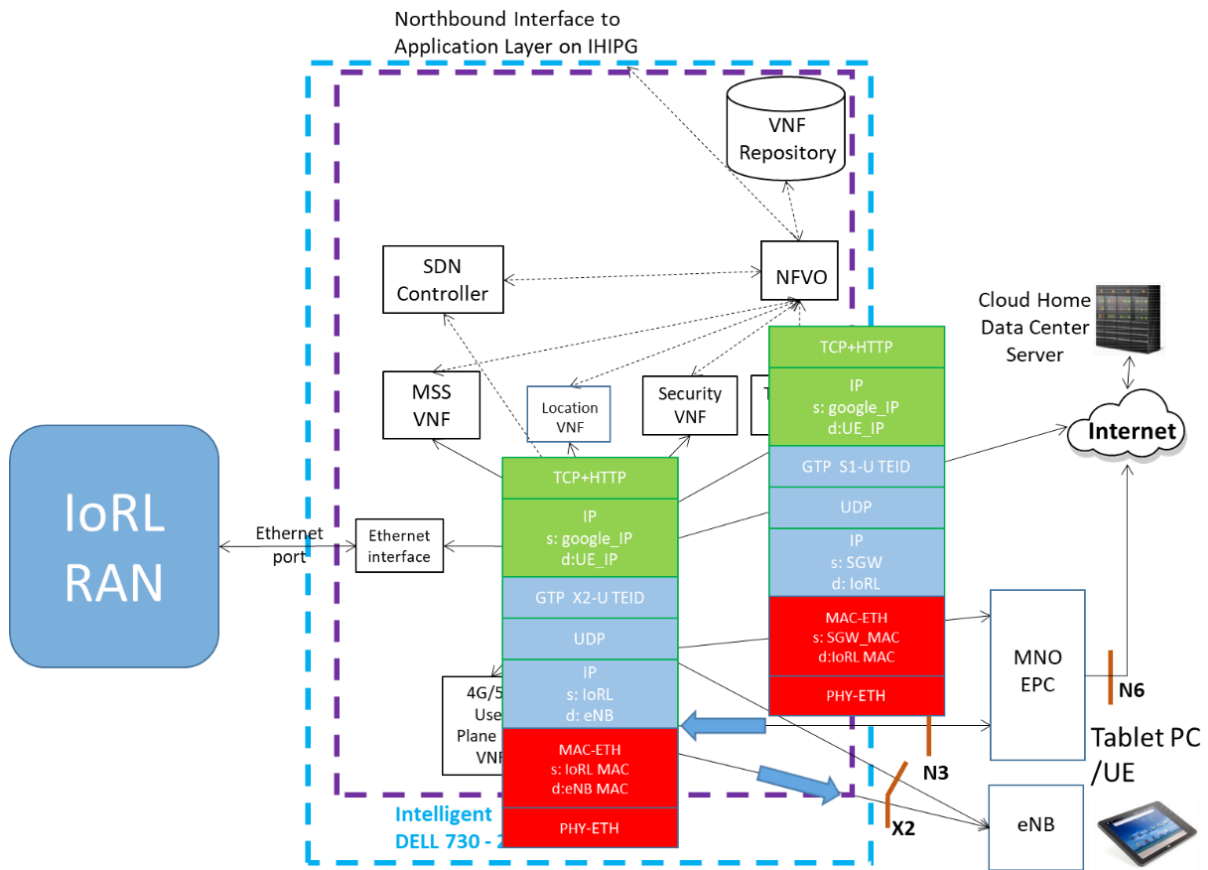 Northbound Interface to
Application Layer on IHIPG
VNF
Repository
SDN
Controller
NFVO
Cloud Home
Data Center
Server
MSS
VNF
Location
VNF
Security
VNF
T
Internet
IoRL
RAN
Ethernet
port
Ethernet
interface
TCP+HTTP
IP
s: google_IP
d:UE_IP
GTP S1-U TEID
UDP
IP
s: SGW
d: IoRL
MAC-ETH
s: SGW_MAC
d:IoRL MAC
PHY-ETH
TCP+HTTP
IP
s: google_IP
d:UE_IP
GTP X2-U TEID
UDP
IP
s: IoRL
d: eNB
MAC-ETH
s: IoRL MAC
d:eNB MAC
PHY-ETH
4G/5
Use
Plane
VNF
MNO
EPC
N6
N3
X2
Tablet PC
/UE
eNB
Intelligent
DELL 730 - 2